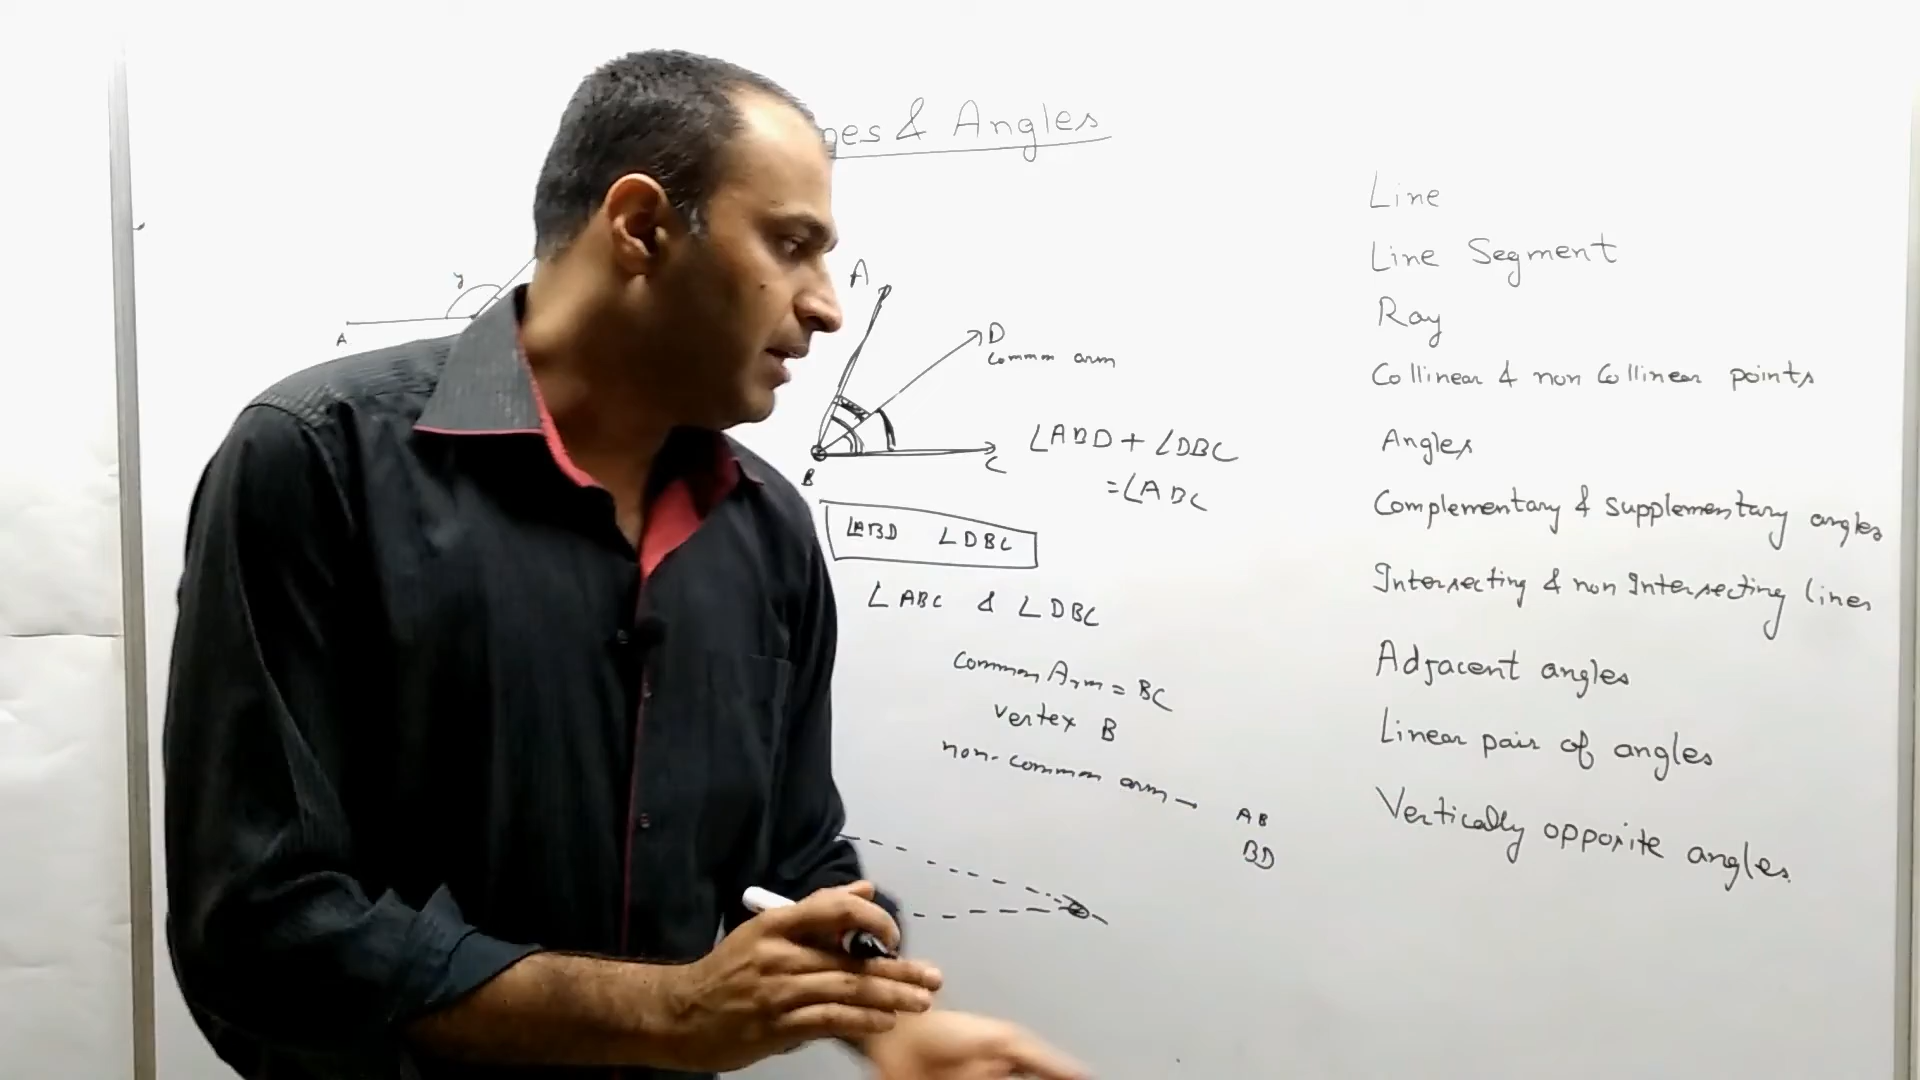 & Angles
y
A
A
D
Common arm
C
B
∠ABD + ∠DBC
= ∠ABC
∠ABD ∠DBC
∠ABC & ∠DBC
Common Arm = BC
Vertex B
non-common arm →
AB
BD
Line
Line Segment
Ray
Collinear & non Collinear points
Angles
Complementary & Supplementary angles
Intersecting & non Intersecting lines
Adjacent angles
Linear pair of angles
Vertically opposite angles.